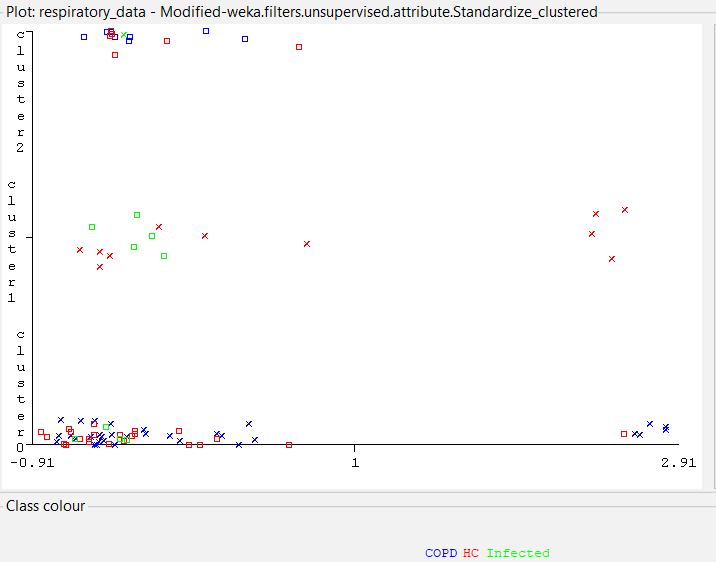 Plot: respiratory_data - Modified-weka.filters.unsupervised.attribute.Standardize_clustered
cluster2
cluster1
cluster0
-0.91 1 2.91
Class colour
COPD HC Infected